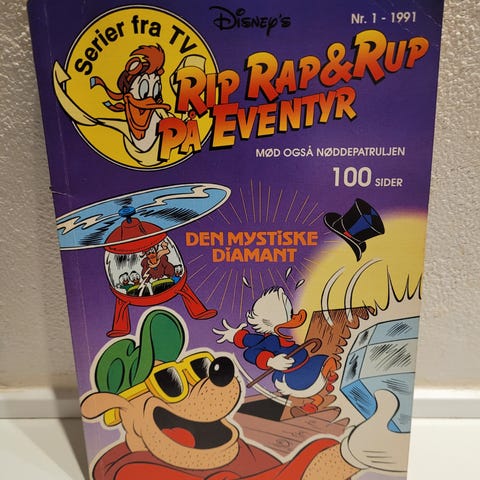 Serier fra TV
Disney's
Nr. 1 - 1991
RIP RAP & RUP
PÅ EVENTYR
MØD OGSÅ NØDDEPATRULJEN
100 SIDER
DEN MYSTISKE
DIAMANT